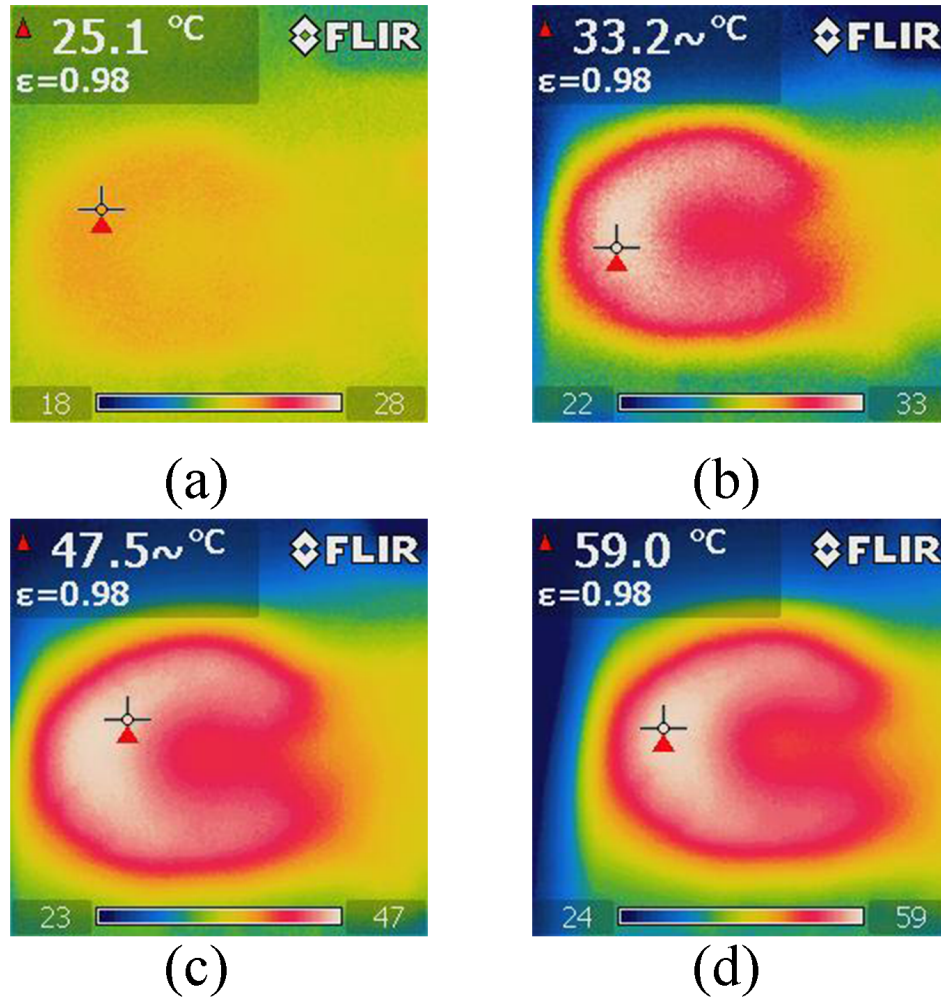 25.1 °C
FLIR
ε=0.98
18
28
(a)
33.2~°C
FLIR
ε=0.98
22
33
(b)
47.5~°C
FLIR
ε=0.98
23
47
(c)
59.0 °C
FLIR
ε=0.98
24
59
(d)